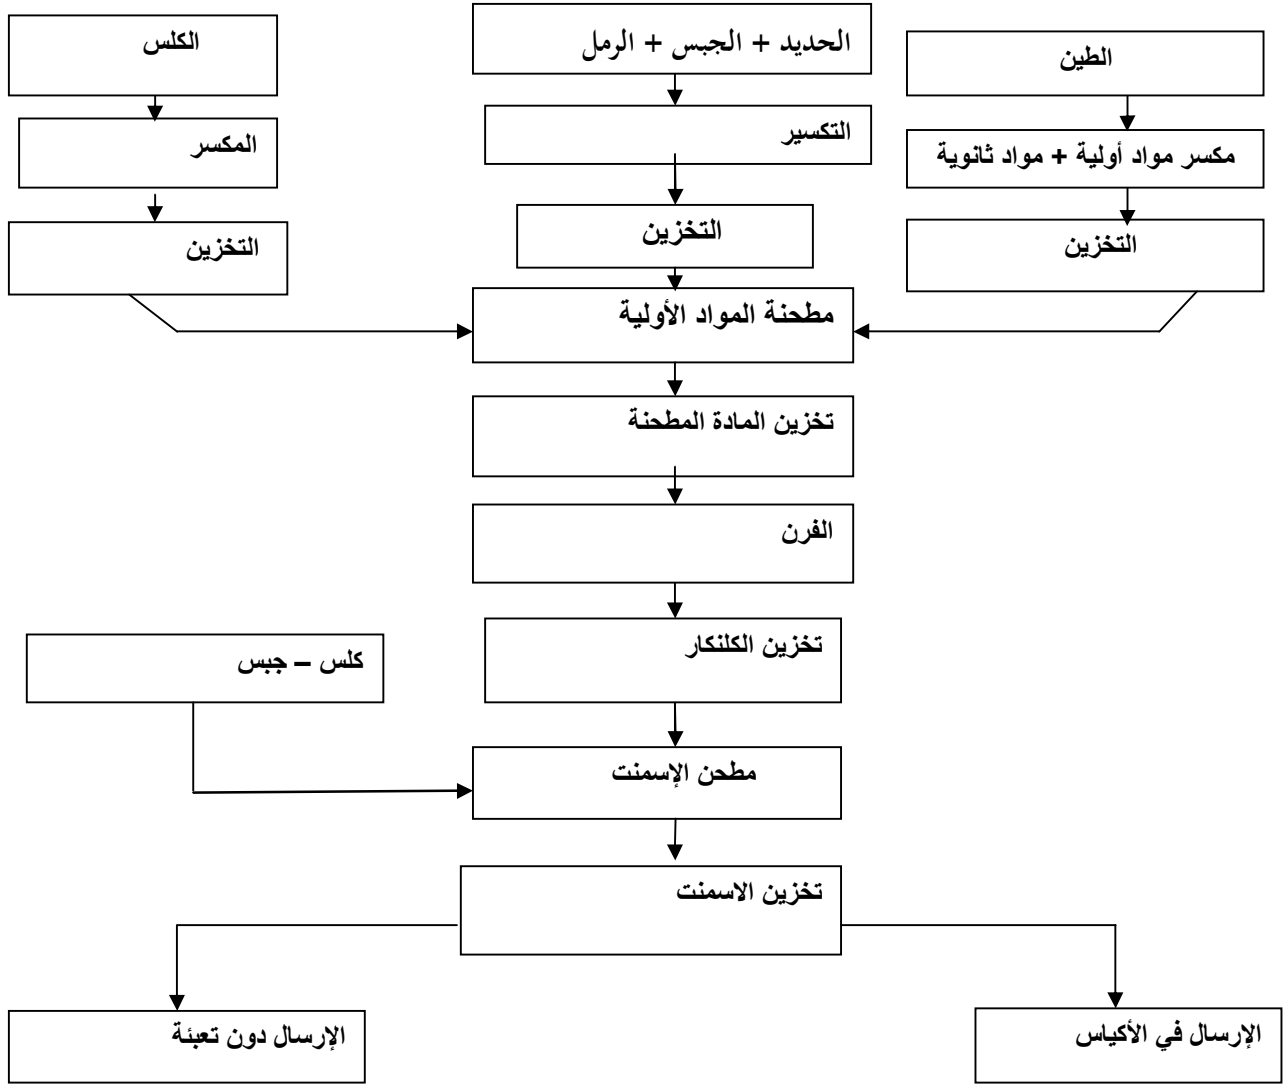 الكلس
الحديد + الجبس + الرمل
الطين
المكسر
التكسير
مكسر مواد أولية + مواد ثانوية
التخزين
التخزين
التخزين
مطحنة المواد الأولية
تخزين المادة المطحنة
الفرن
تخزين الكلنكار
كلس – جبس
مطحن الإسمنت
تخزين الاسمنت
الإرسال دون تعبئة
الإرسال في الأكياس